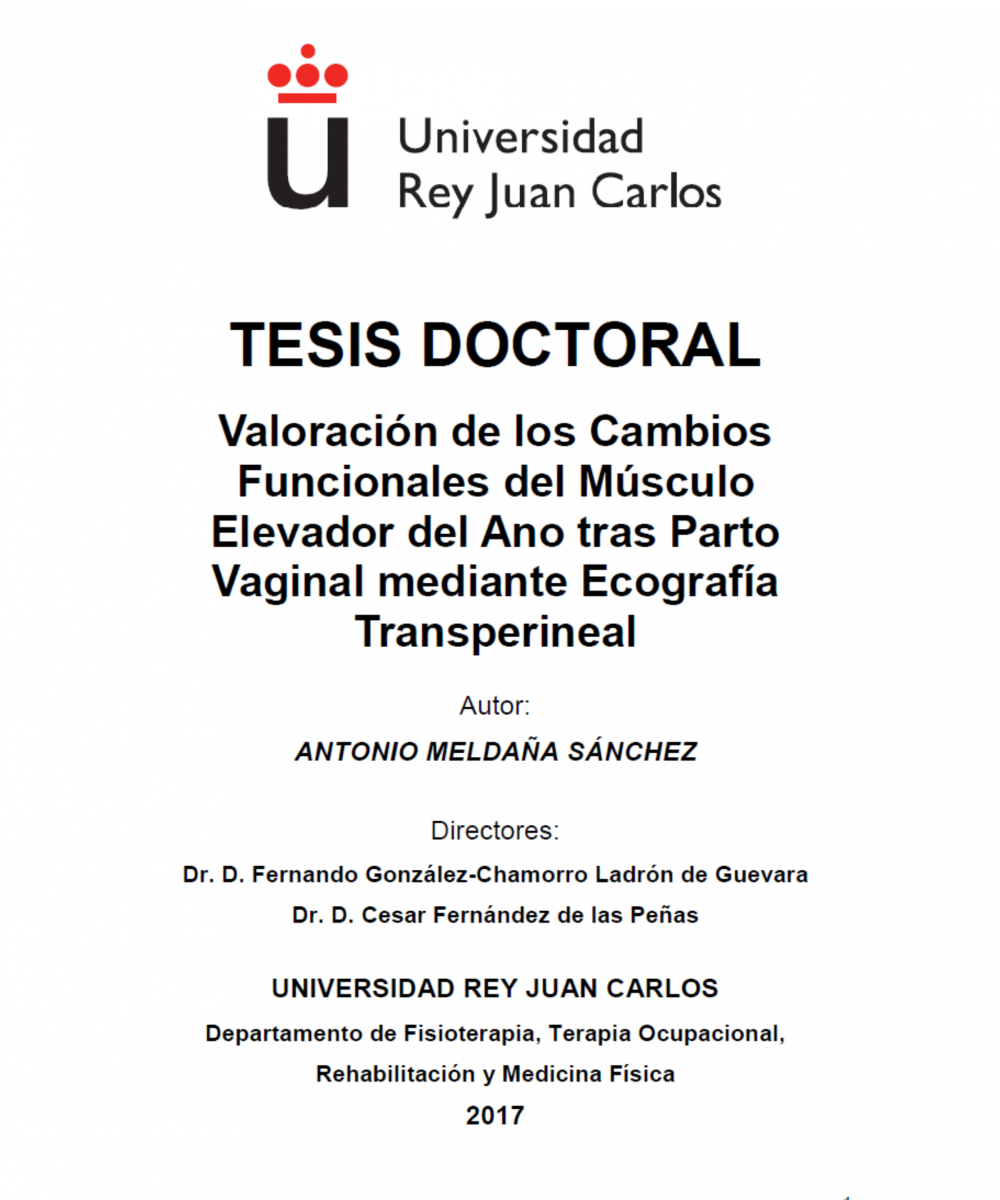 u
Universidad
Rey Juan Carlos
TESIS DOCTORAL
Valoración de los Cambios
Funcionales del Músculo
Elevador del Ano tras Parto
Vaginal mediante Ecografía
Transperineal
Autor:
ANTONIO MELDAÑA SÁNCHEZ
Directores:
Dr. D. Fernando González-Chamorro Ladrón de Guevara
Dr. D. Cesar Fernández de las Peñas
UNIVERSIDAD REY JUAN CARLOS
Departamento de Fisioterapia, Terapia Ocupacional,
Rehabilitación y Medicina Física
2017